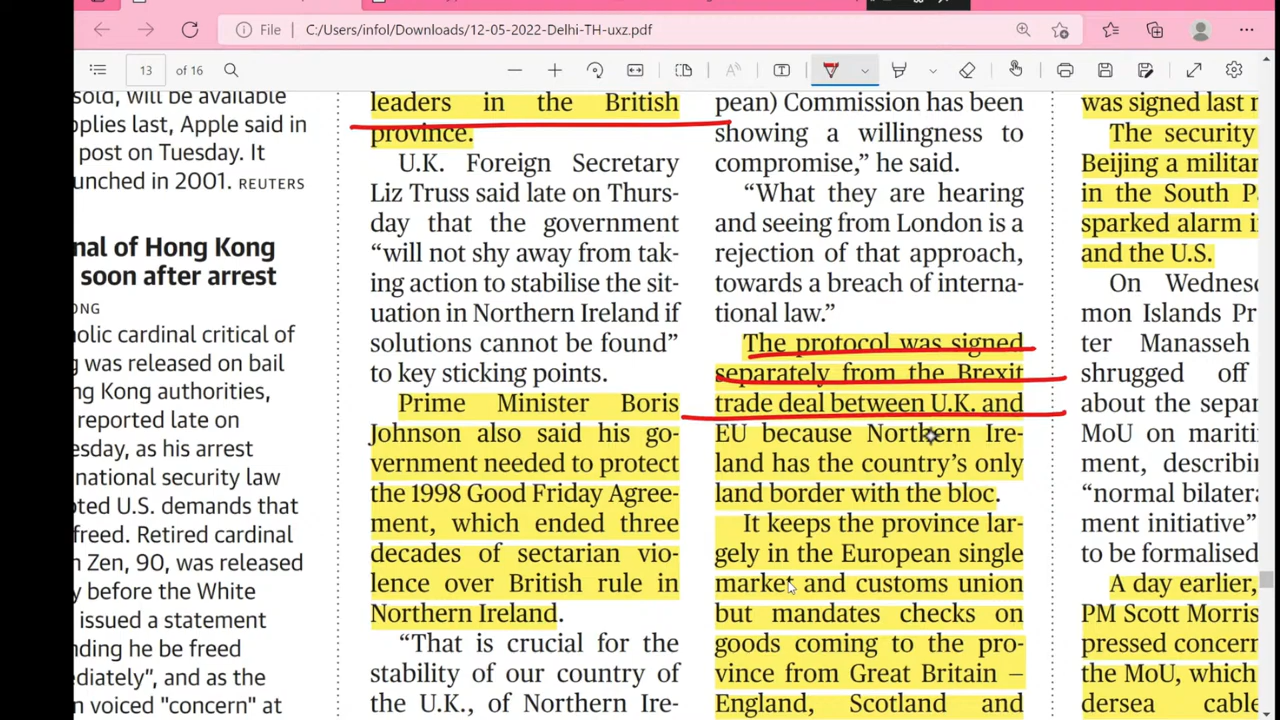 File
C:/Users/infol/Downloads/12-05-2022-Delhi-TH-uxz.pdf
13
of 16
sold, will be available
pplies last, Apple said in
post on Tuesday. It
unched in 2001. REUTERS
nal of Hong Kong
soon after arrest
ONG
holic cardinal critical of
g was released on bail
ng Kong authorities,
reported late on
esday, as his arrest
national security law
pted U.S. demands that
freed. Retired cardinal
n Zen, 90, was released
y before the White
issued a statement
nding he be freed
ediately", and as the
n voiced "concern" at
leaders in the British
province.
U.K. Foreign Secretary
Liz Truss said late on Thurs-
day that the government
“will not shy away from tak-
ing action to stabilise the sit-
uation in Northern Ireland if
solutions cannot be found”
to key sticking points.
Prime Minister Boris
Johnson also said his go-
vernment needed to protect
the 1998 Good Friday Agree-
ment, which ended three
decades of sectarian vio-
lence over British rule in
Northern Ireland.
“That is crucial for the
stability of our country of
the U.K., of Northern Ire-
pean) Commission has been
showing a willingness to
compromise,” he said.
“What they are hearing
and seeing from London is a
rejection of that approach,
towards a breach of interna-
tional law.”
The protocol was signed
separately from the Brexit
trade deal between U.K. and
EU because Northern Ire-
land has the country’s only
land border with the bloc.
It keeps the province lar-
gely in the European single
market and customs union
but mandates checks on
goods coming to the pro-
vince from Great Britain –
England, Scotland and
was signed last
The security
Beijing a militar
in the South P
sparked alarm i
and the U.S.
On Wednesd
mon Islands Pr
ter Manasseh
shrugged off
about the sepa
MoU on mariti
ment, describi
“normal bilater
ment initiative”
to be formalised
A day earlier,
PM Scott Morris
pressed concer
the MoU, which
dersea cabl